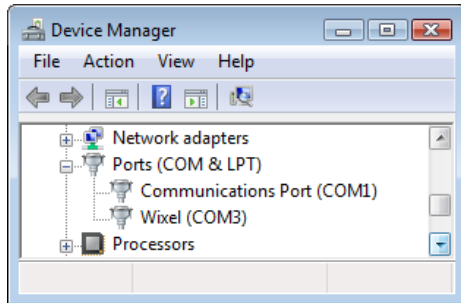 Device Manager
File Action View Help
Network adapters
Ports (COM & LPT)
Communications Port (COM1)
Wixel (COM3)
Processors